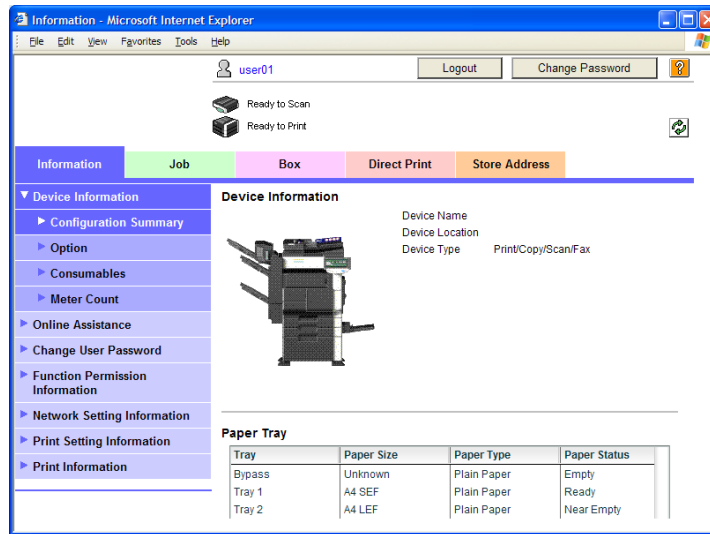 Information - Microsoft Internet Explorer
File Edit View Favorites Tools Help
user01 Logout Change Password ?
Ready to Scan
Ready to Print
Information Job Box Direct Print Store Address
Device Information
Configuration Summary
Option
Consumables
Meter Count
Online Assistance
Change User Password
Function Permission
Information
Network Setting Information
Print Setting Information
Print Information
Device Information
Device Name
Device Location
Device Type Print/Copy/Scan/Fax
Paper Tray
Tray Paper Size Paper Type Paper Status
Bypass Unknown Plain Paper Empty
Tray 1 A4 SEF Plain Paper Ready
Tray 2 A4 LEF Plain Paper Near Empty